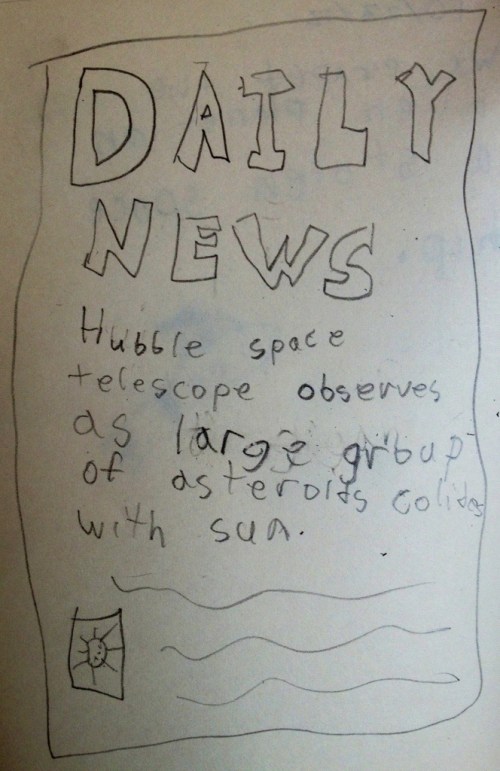 DAILY
NEWS
Hubble space
telescope observes
as large group
of asteroids colides
with sun.